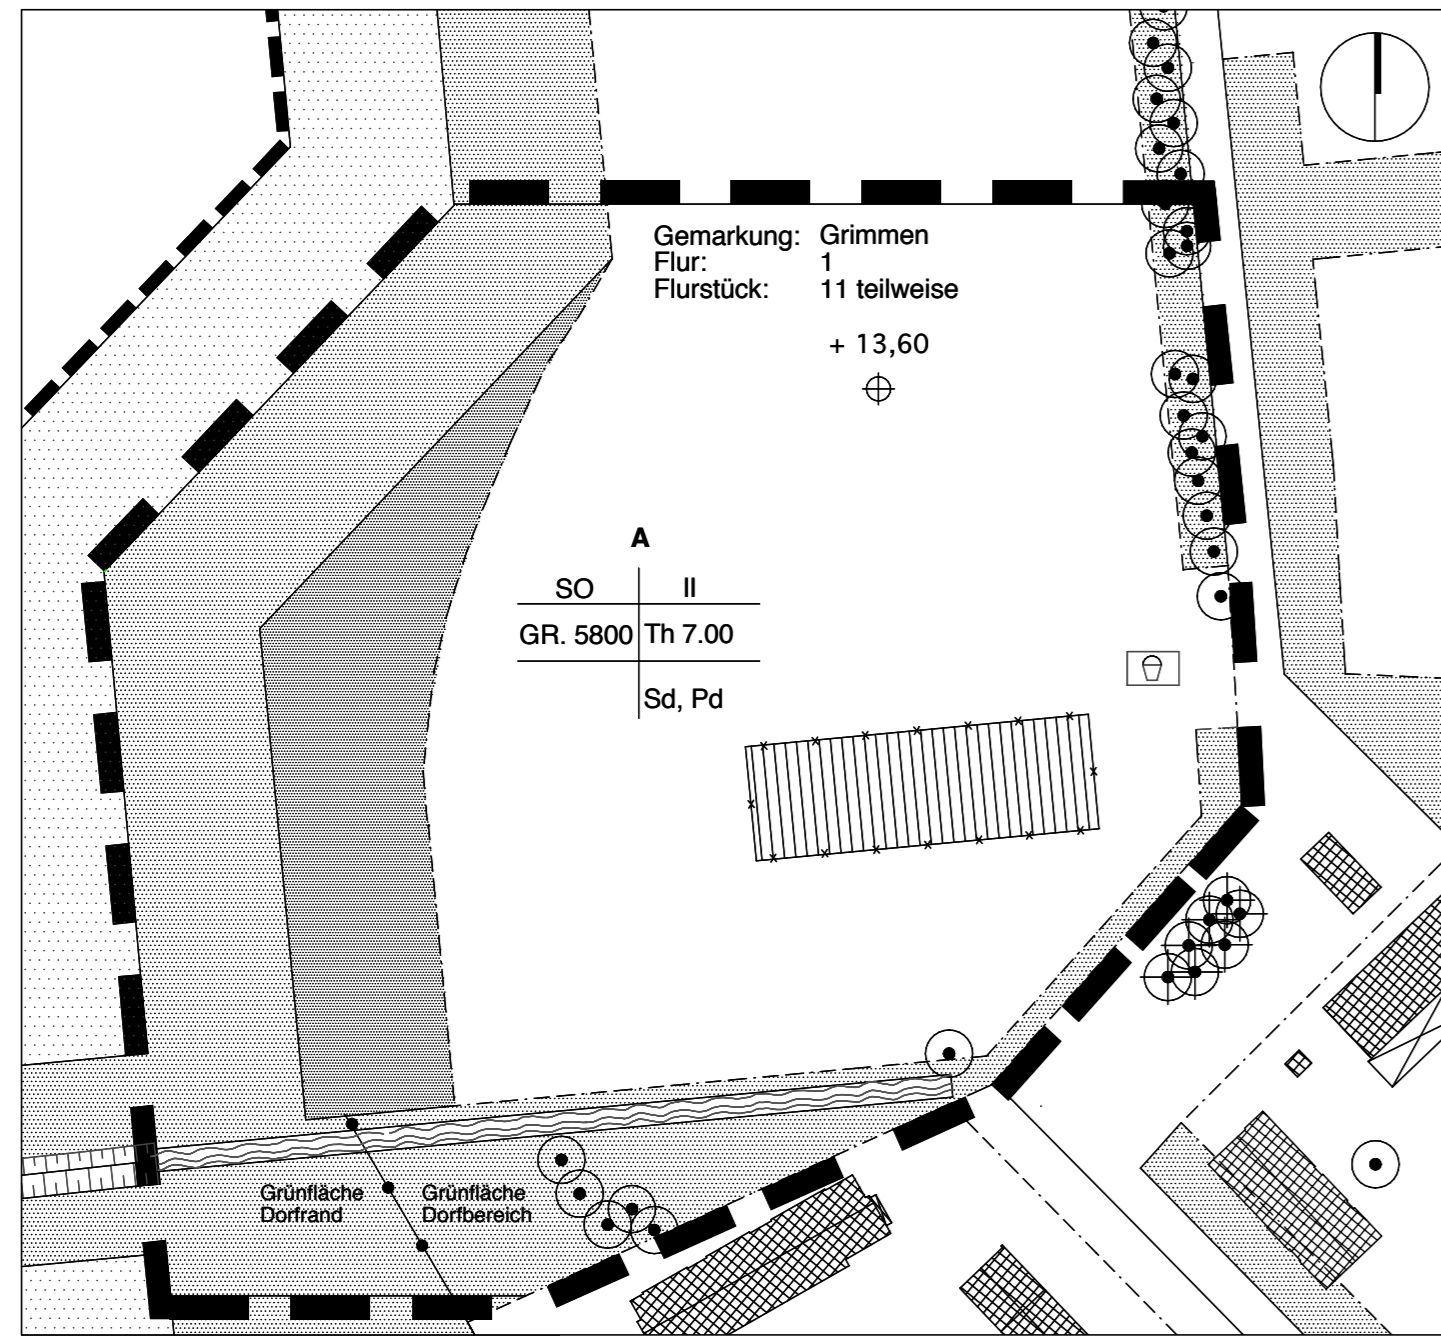 Gemarkung: Grimmen
Flur: 1
Flurstück: 11 teilweise
+ 13,60
A
SO II
GR. 5800 Th 7.00
Sd, Pd
Grünfläche
Dorfrand
Grünfläche
Dorfbereich